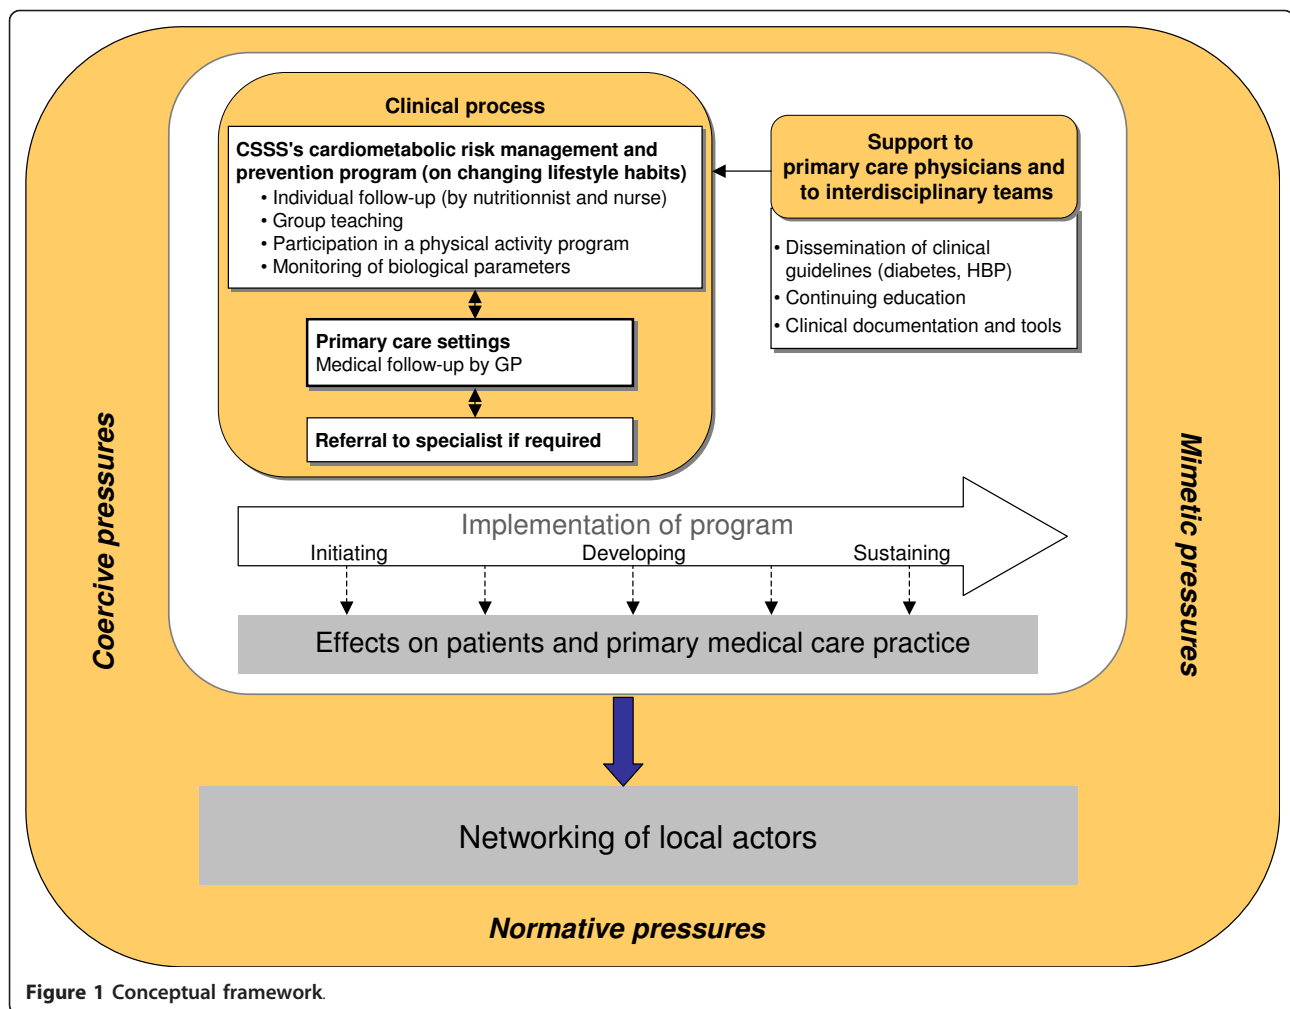 Clinical process
CSSS's cardiometabolic risk management and
prevention program (on changing lifestyle habits)
• Individual follow-up (by nutritionnist and nurse)
• Group teaching
• Participation in a physical activity program
• Monitoring of biological parameters
Primary care settings
Medical follow-up by GP
Referral to specialist if required
Support to
primary care physicians and
to interdisciplinary teams
• Dissemination of clinical
guidelines (diabetes, HBP)
• Continuing education
• Clinical documentation and tools
Coercive pressures
Mimetic pressures
Implementation of program
Initiating
Developing
Sustaining
Effects on patients and primary medical care practice
Networking of local actors
Normative pressures
Figure 1 Conceptual framework.